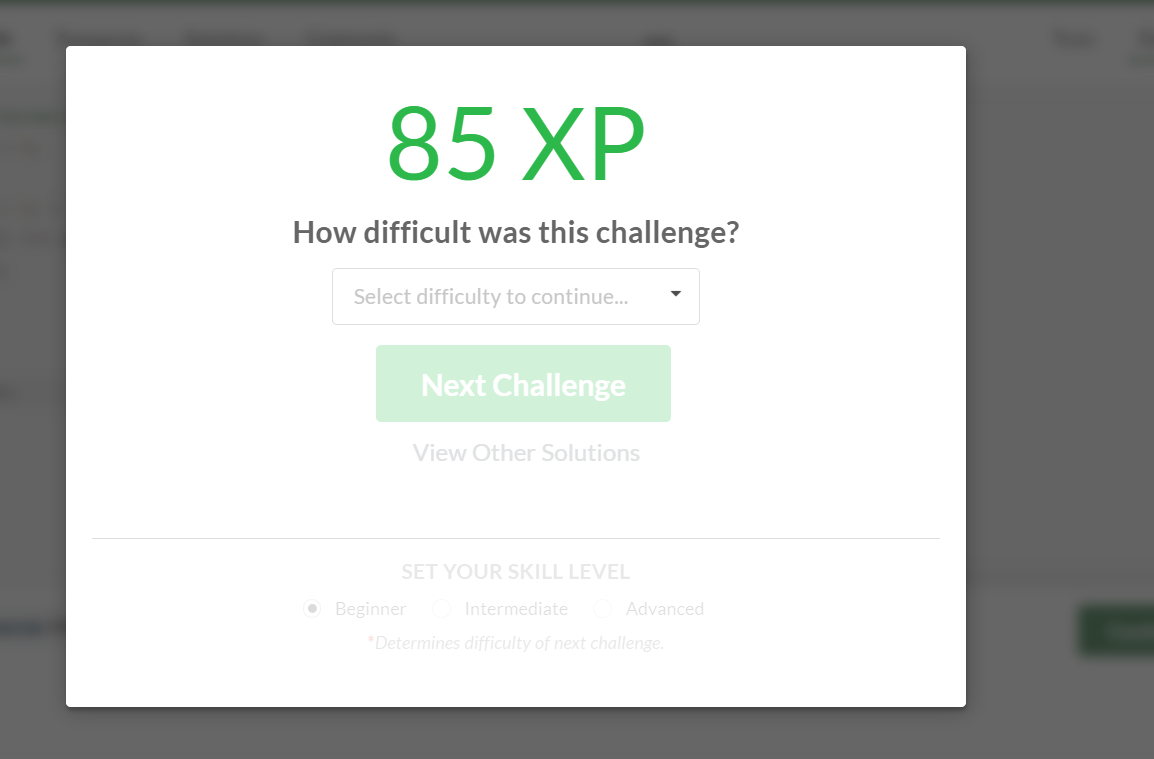 85 XP
How difficult was this challenge?
Select difficulty to continue...
Next Challenge
View Other Solutions
SET YOUR SKILL LEVEL
Beginner Intermediate Advanced
*Determines difficulty of next challenge.